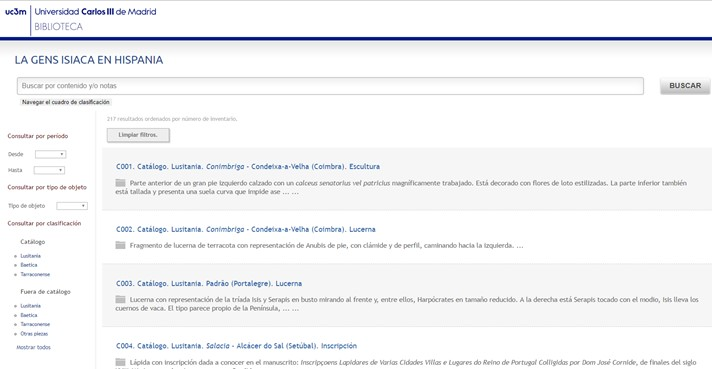 uc3m Universidad Carlos III de Madrid
BIBLIOTECA
LA GENS ISIACA EN HISPANIA
Buscar por contenido y/o notas
BUSCAR
Navegar el cuadro de clasificación
217 resultados ordenados por número de inventario.
Limpiar filtros.
Consultar por período
Desde
Hasta
Consultar por tipo de objeto
Tipo de objeto
Consultar por clasificación
Catálogo
Lusitania
Baetica
Tarraconense
Fuera de catálogo
Lusitania
Baetica
Tarraconense
Otras piezas
Mostrar todos
C001. Catálogo. Lusitania. Conimbriga - Condeixa-a-Velha (Coimbra). Escultura
Parte anterior de un gran pie izquierdo calzado con un calceus senatorius vel patricius magníficamente trabajado. Está decorado con flores de loto estilizadas. La parte inferior también
está tallada y presenta una suela curva que impide ase ... ...
C002. Catálogo. Lusitania. Conimbriga - Condeixa-a-Velha (Coimbra). Lucerna
Fragmento de lucerna de terracota con representación de Anubis de pie, con clámide y de perfil, caminando hacia la izquierda. ...
C003. Catálogo. Lusitania. Padrão (Portalegre). Lucerna
Lucerna con representación de la tríada Isis y Serapis en busto mirando al frente y, entre ellos, Harpócrates en tamaño reducido. A la derecha está Serapis tocado con el modio, Isis lleva los
cuernos de vaca. El tipo parece propio de la Península, ... ...
C004. Catálogo. Lusitania. Salacia - Alcácer do Sal (Setúbal). Inscripción
Lápida con inscripción dada a conocer en el manuscrito: Inscripçoens Lapidares de Varias Cidades Villas e Lugares do Reino de Portugal Colligidas por Dom José Cornide, de finales del siglo